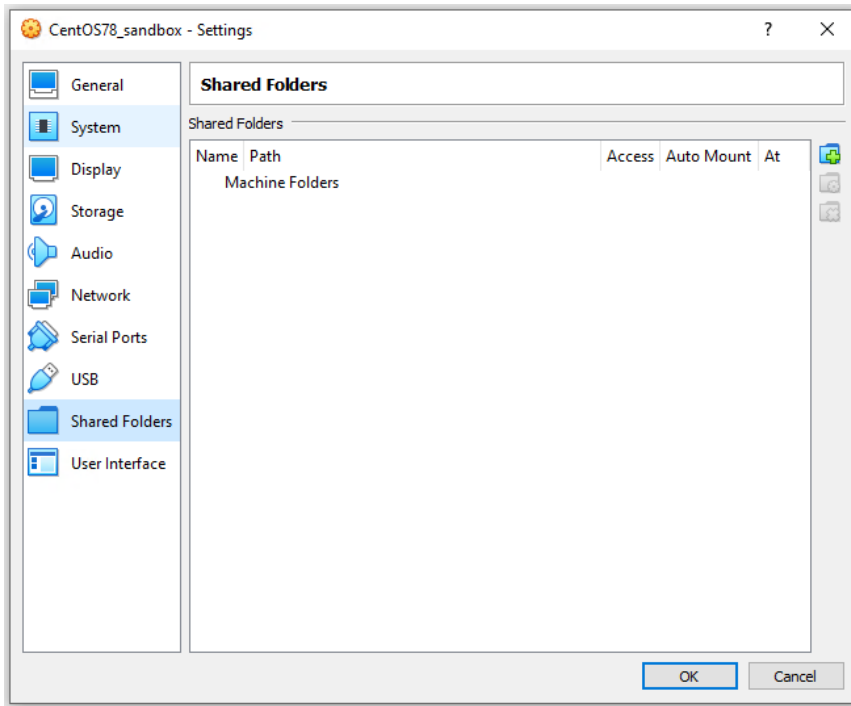 CentOS78_sandbox - Settings
?
General
System
Display
Storage
Audio
Network
Serial Ports
USB
Shared Folders
User Interface
Shared Folders
Shared Folders
Name Path Access Auto Mount At
Machine Folders
OK Cancel